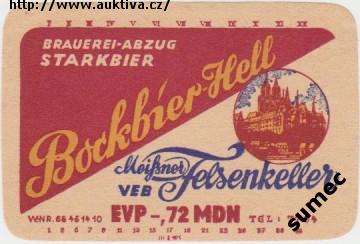 http://www.auktiva.cz/
BRAUEREI-ABZUG
STARKBIER
Bockbier-Hell
Meißner
VEB Felsenkeller
EVP -,72 MDN
sumec